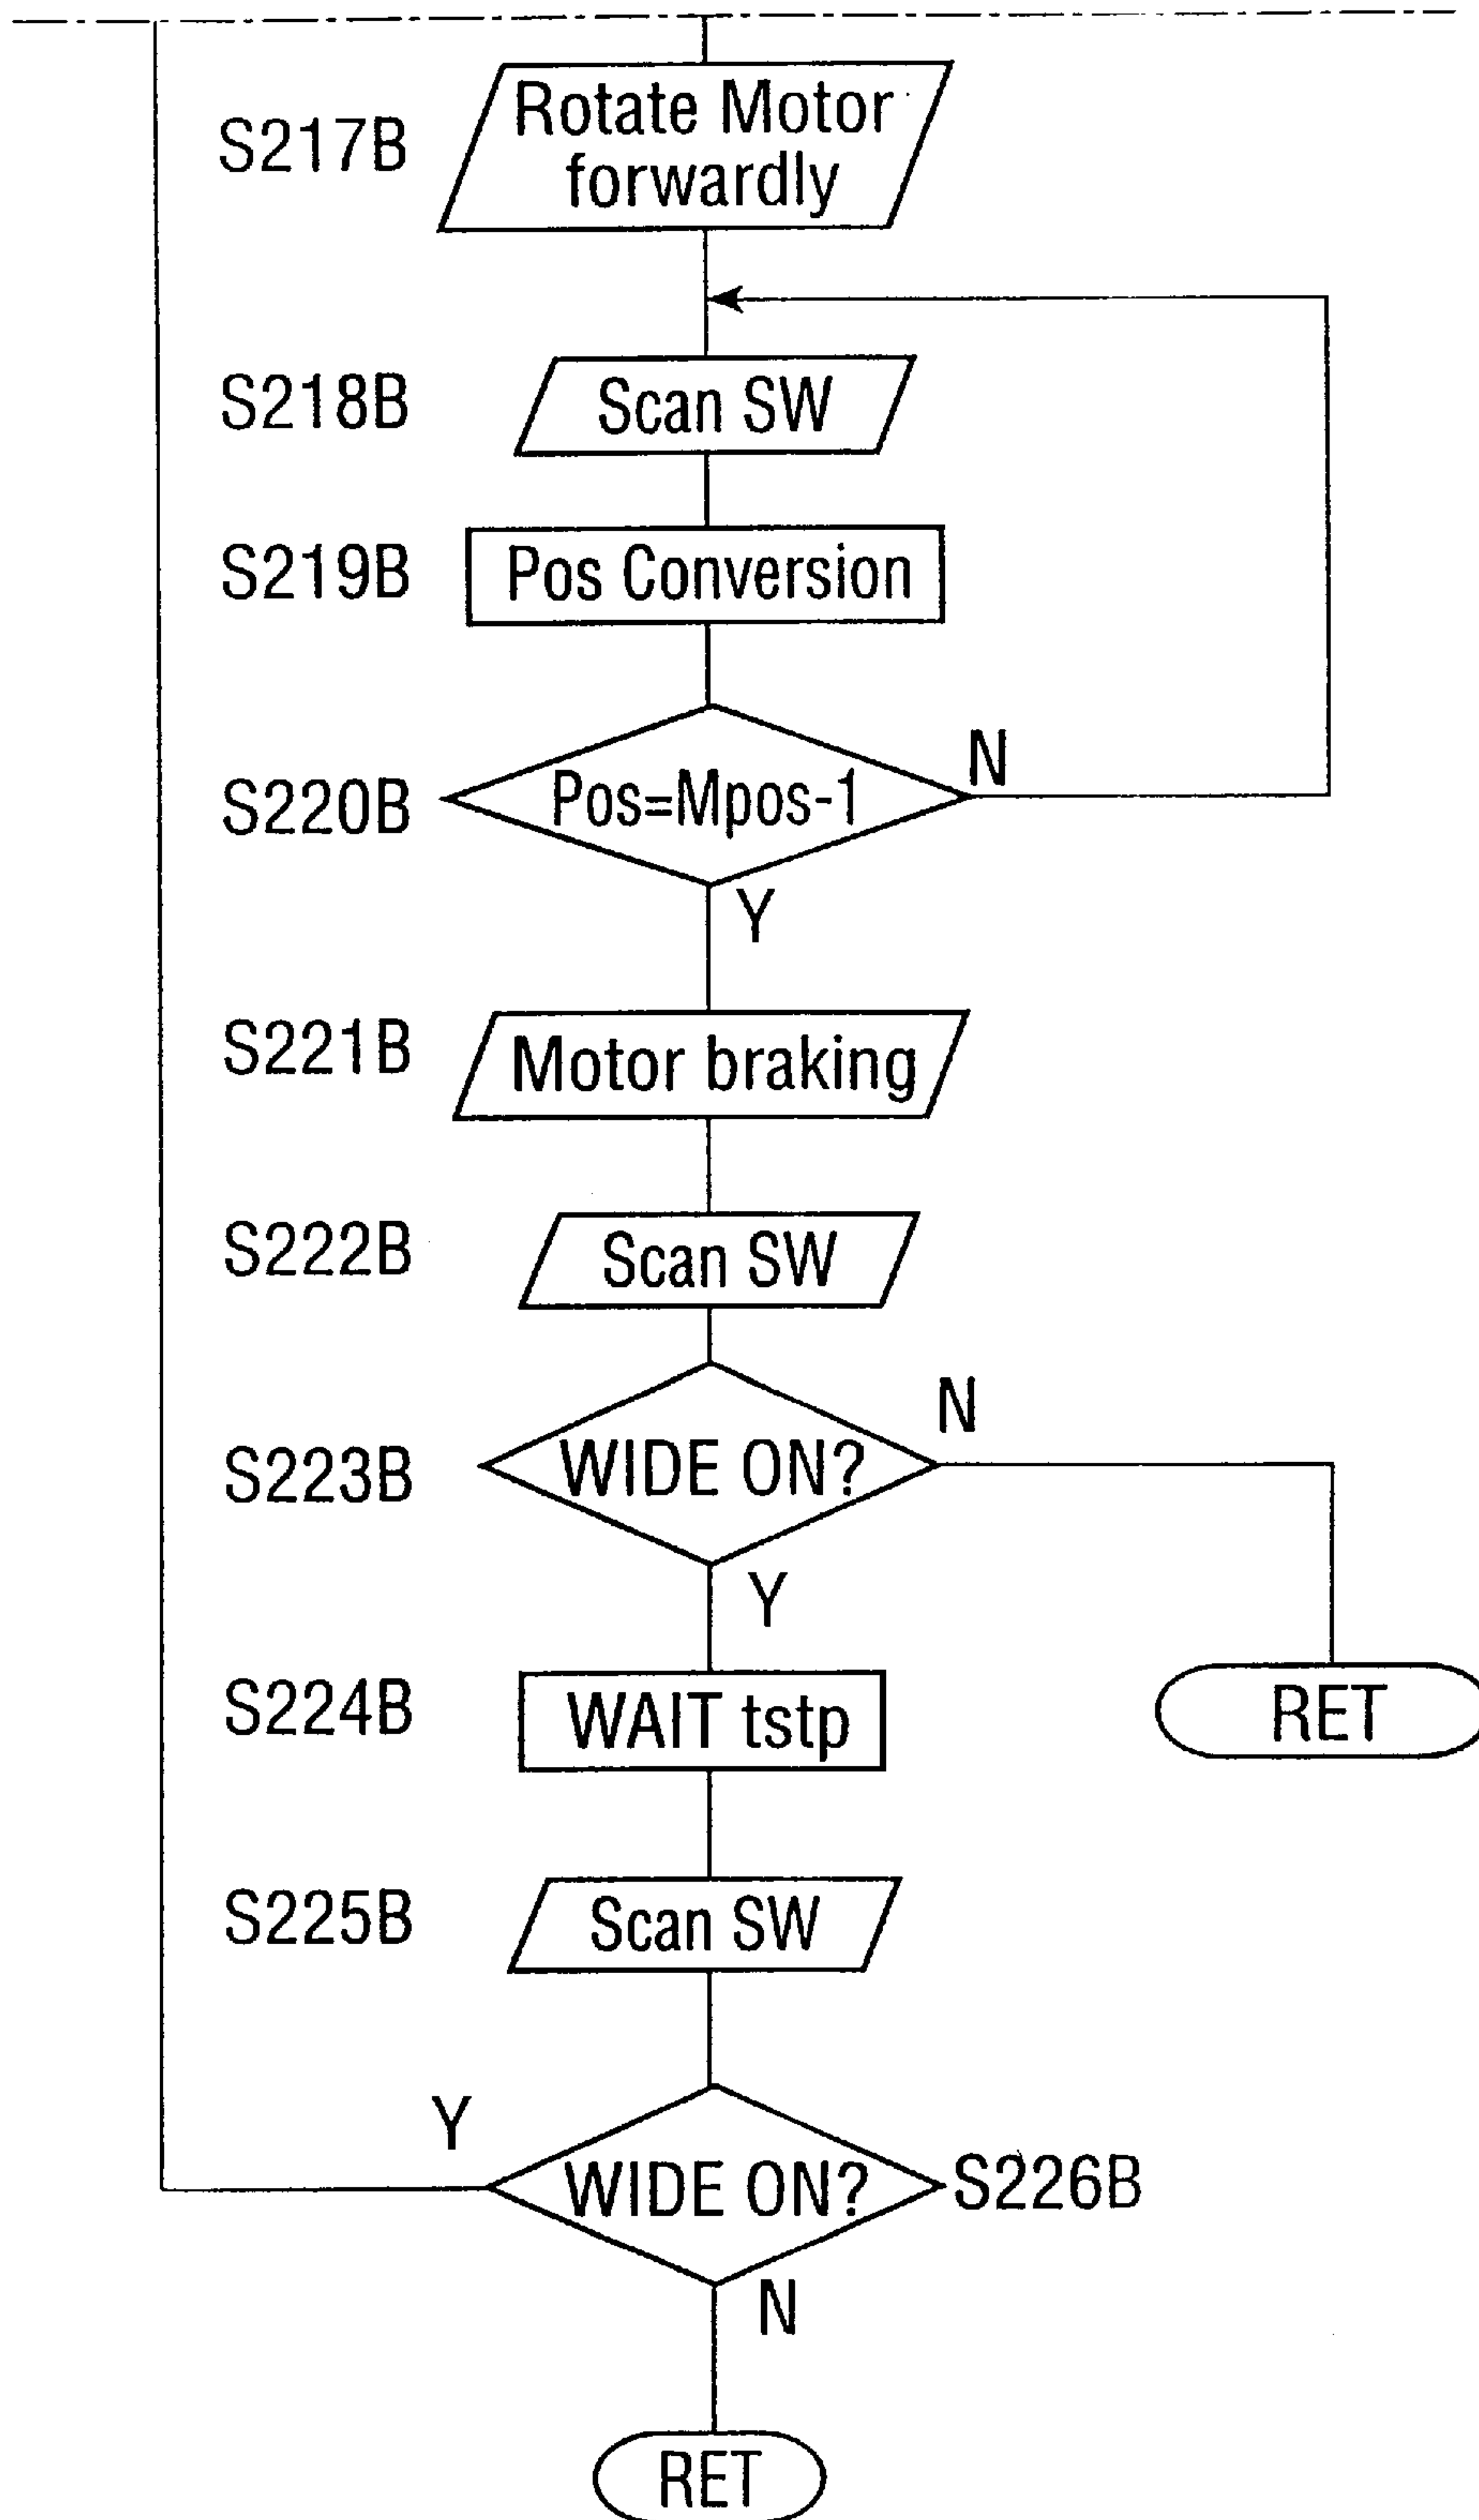 S217B
Rotate Motor
forwardly
S218B
Scan SW
S219B
Pos Conversion
S220B
Pos=Mpos-1
N
Y
S221B
Motor braking
S222B
Scan SW
S223B
WIDE ON?
N
Y
S224B
WAIT tstp
RET
S225B
Scan SW
Y
WIDE ON?
S226B
N
RET